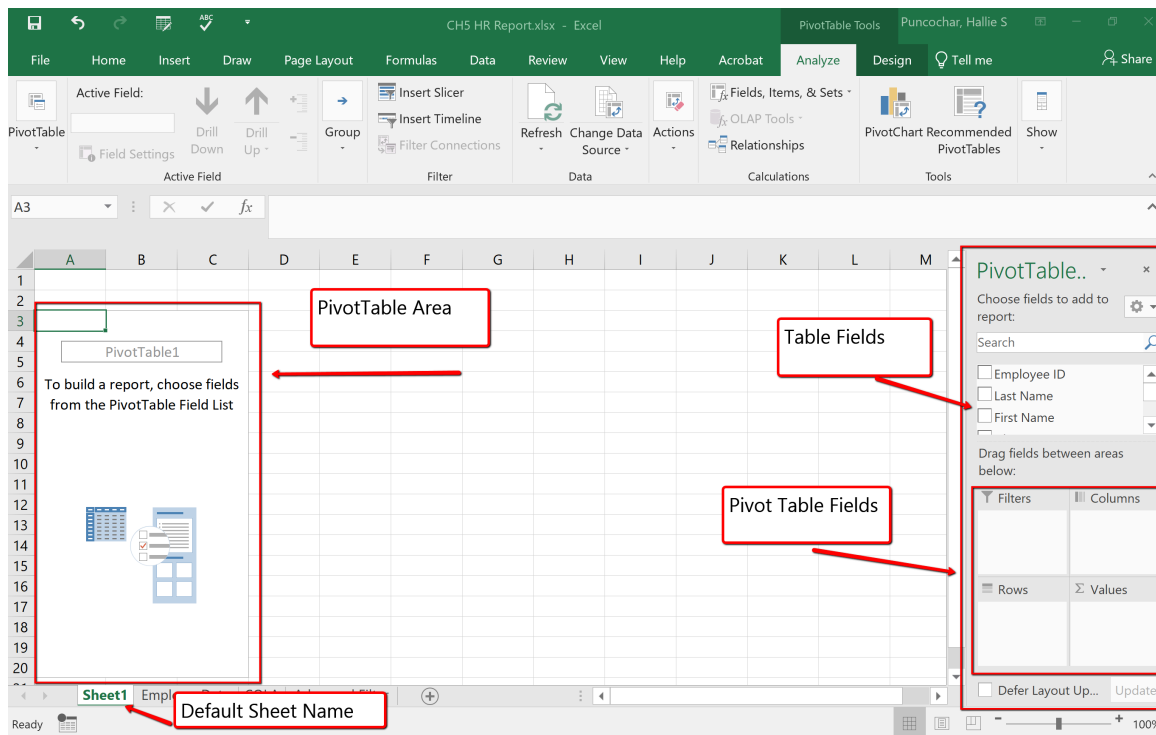 ABC
CH5 HR Report.xlsx - Excel
PivotTable Tools
Puncochar, Hallie S
File Home Insert Draw Page Layout Formulas Data Review View Help Acrobat Analyze Design Tell me Share
PivotTable
Active Field:
Field Settings
Drill Down
Drill Up
Active Field
Group
Insert Slicer
Insert Timeline
Filter Connections
Filter
Refresh
Change Data Source
Data
Actions
Fields, Items, & Sets
OLAP Tools
Relationships
Calculations
PivotChart
Recommended PivotTables
Tools
Show
A3
fx
A B C D E F G H I J K L M
1
2
3
4
5
6
7
8
9
10
11
12
13
14
15
16
17
18
19
20
PivotTable1
To build a report, choose fields
from the PivotTable Field List
PivotTable Area
Table Fields
Pivot Table Fields
Default Sheet Name
PivotTable..
Choose fields to add to
report:
Search
Employee ID
Last Name
First Name
Drag fields between areas
below:
Filters
Columns
Rows
Σ Values
Defer Layout Up...
Update
Sheet1
Ready
100%